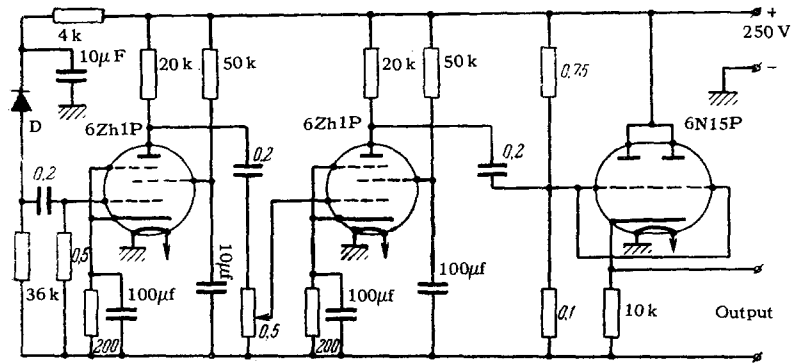 4 k
10μ F
D
0,2
36 k
0,5
6Zh1P
20 k
50 k
0,2
10μf
100μf
200
0,5
6Zh1P
20 k
50 k
0,2
100μf
100μf
200
0,75
0,1
6N15P
10 k
Output
+
250 V
-